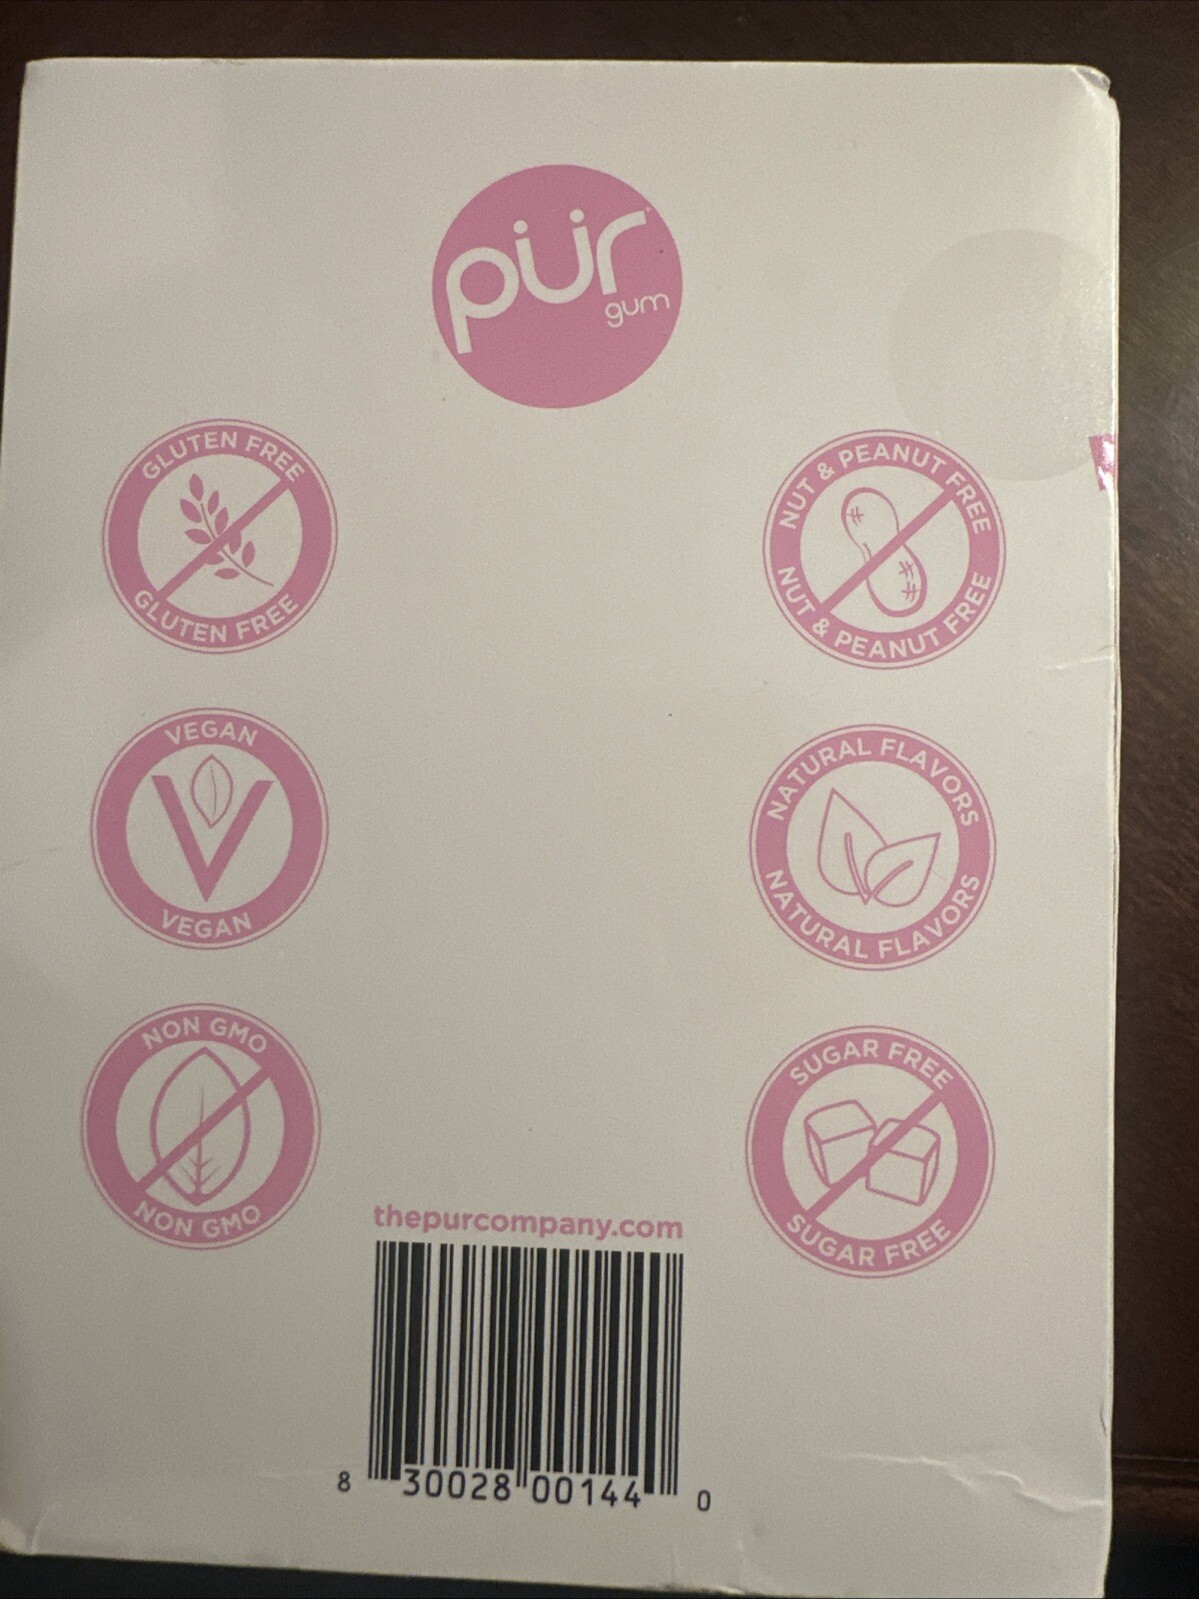 pür
gum
GLUTEN FREE
GLUTEN FREE
NUT & PEANUT FREE
NUT & PEANUT FREE
VEGAN
V
VEGAN
NATURAL FLAVORS
NATURAL FLAVORS
NON GMO
NON GMO
SUGAR FREE
SUGAR FREE
thepurcompany.com
8 30028 00144 0